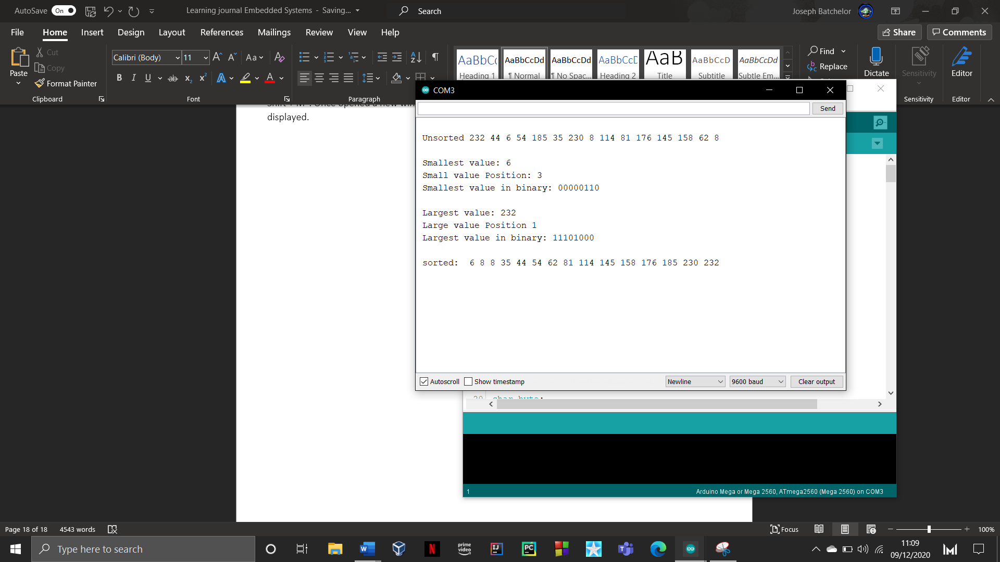 AutoSave On Learning journal Embedded Systems - Saving... Search Joseph Batchelor
File Home Insert Design Layout References Mailings Review View Help Share Comments
Paste
Cut
Copy
Format Painter
Clipboard
Calibri (Body) 11
Font
Paragraph
AaBbCc AaBbCcDd AaBbCcDd AaBbCcD AaB AaBbCcD AaBbCcDd
Heading 1 ¶ Normal ¶ No Spac... Heading 2 Title Subtitle Subtle Em...
Find
Replace
Dictate
Sensitivity
Sensitivity
Editor
Editor
displayed.
COM3
Send
Unsorted 232 44 6 54 185 35 230 8 114 81 176 145 158 62 8
Smallest value: 6
Small value Position: 3
Smallest value in binary: 00000110
Largest value: 232
Large value Position 1
Largest value in binary: 11101000
sorted:  6 8 8 35 44 54 62 81 114 145 158 176 185 230 232
Autoscroll Show timestamp Newline 9600 baud Clear output
1 Arduino Mega or Mega 2560, ATmega2560 (Mega 2560) on COM3
Page 18 of 18 4543 words Focus 100%
Type here to search
prime video
IJ
PC
11:09
09/12/2020